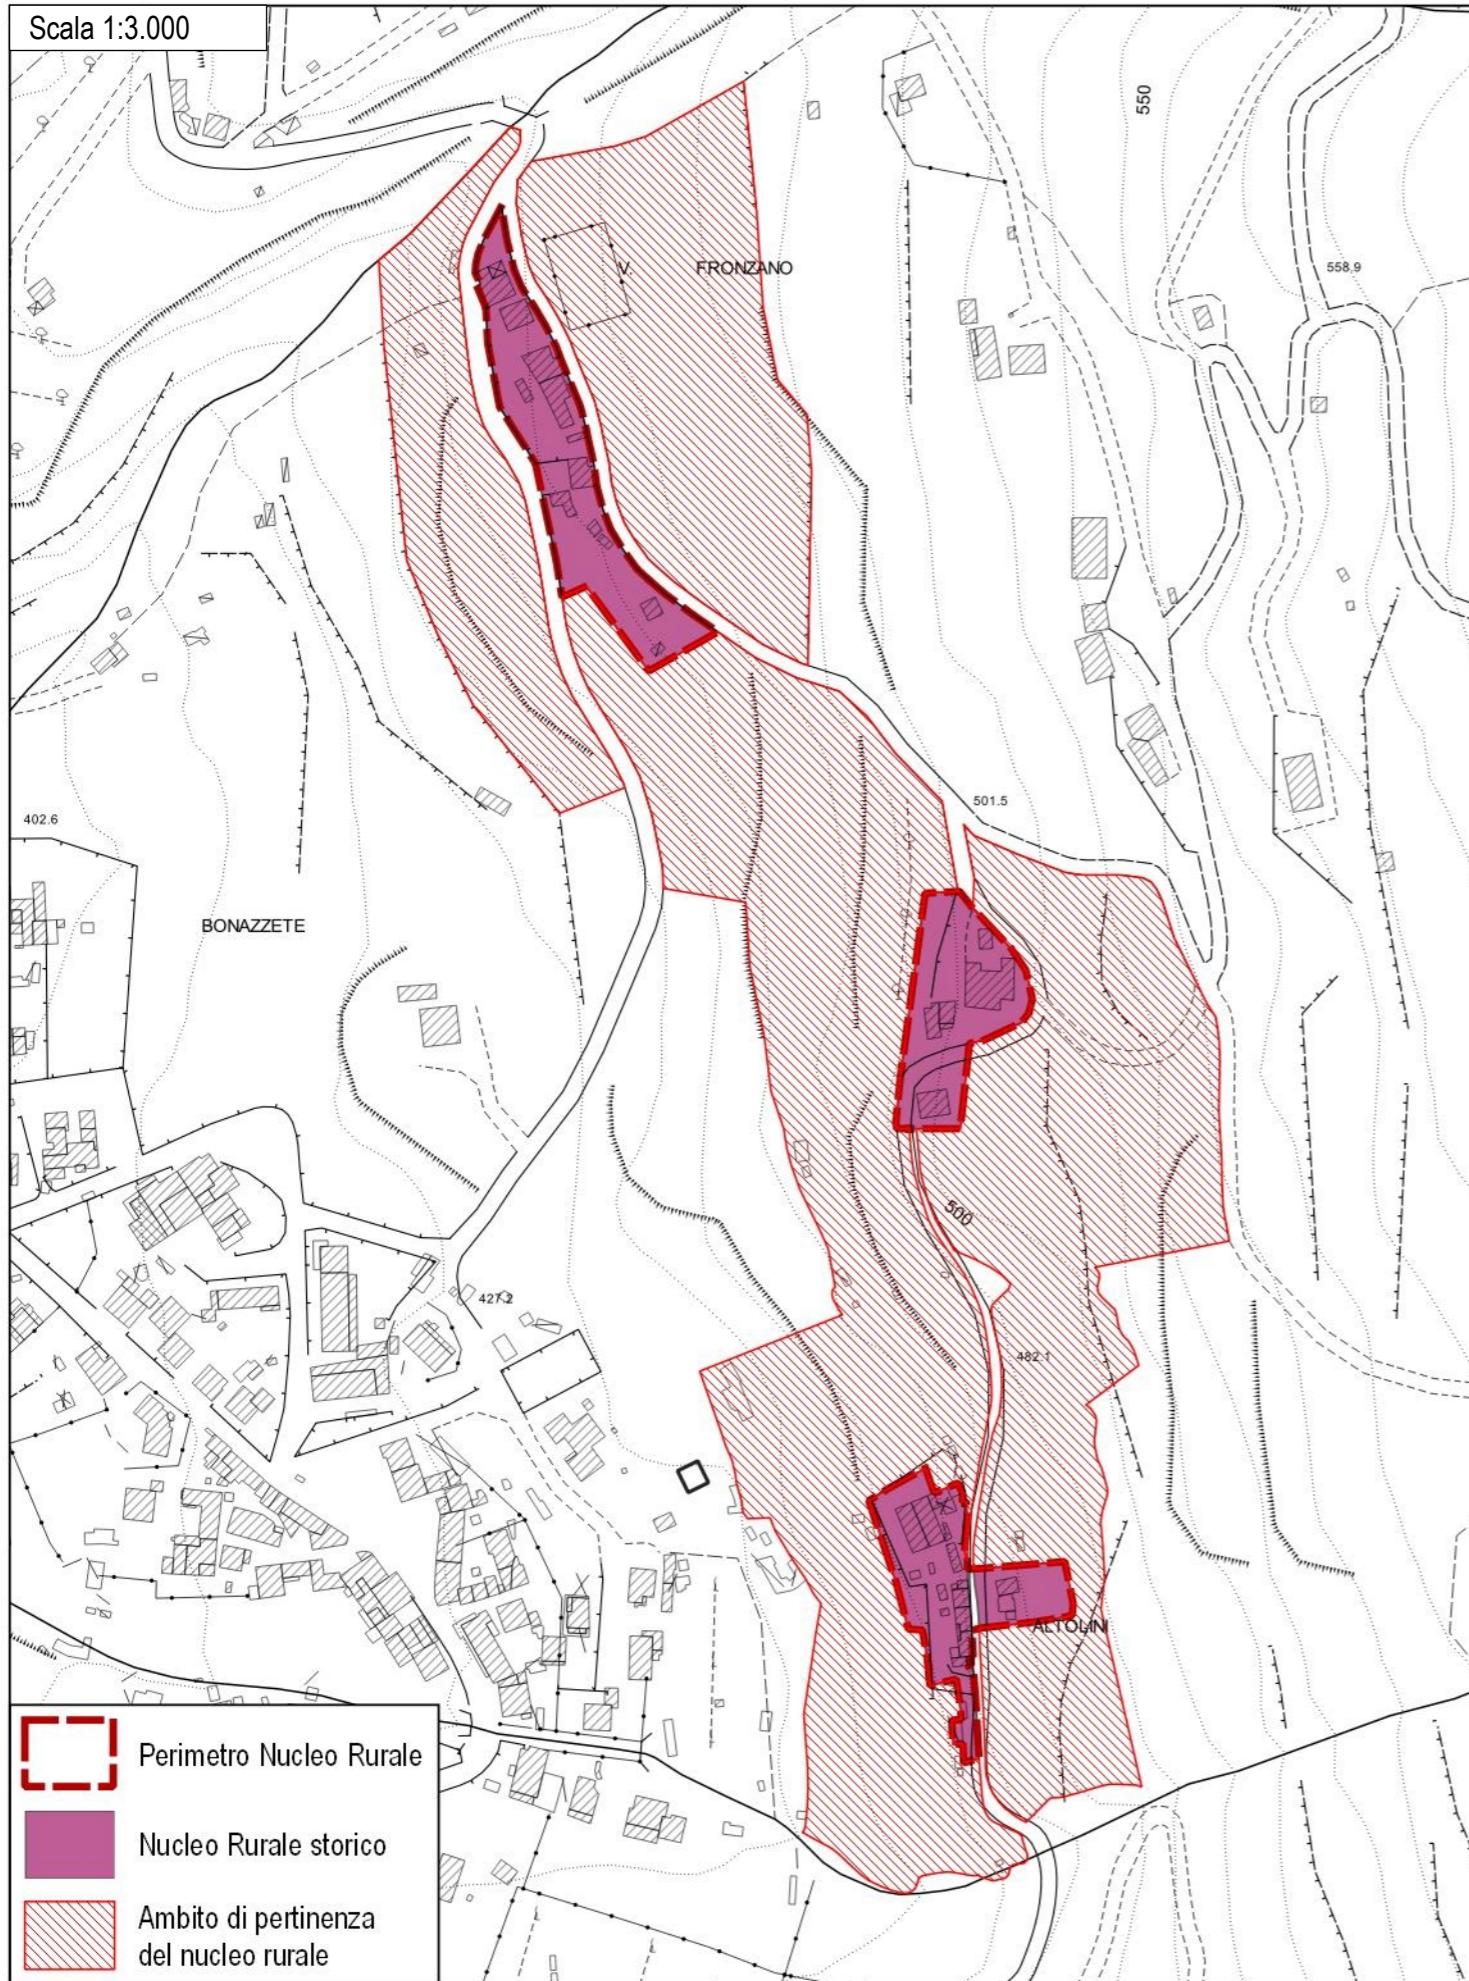 Scala 1:3.000
550
V.
FRONZANO
558.9
501.5
402.6
BONAZZETE
500
427.2
482.1
ALTOLINI
Perimetro Nucleo Rurale
Nucleo Rurale storico
Ambito di pertinenza
del nucleo rurale